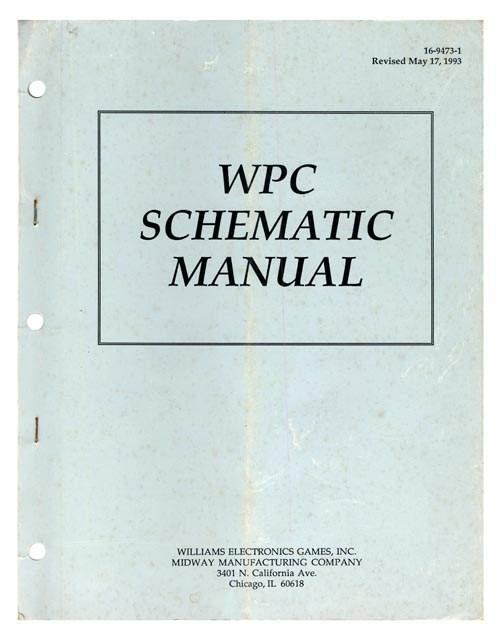 16-9473-1
Revised May 17, 1993
WPC
SCHEMATIC
MANUAL
WILLIAMS ELECTRONICS GAMES, INC.
MIDWAY MANUFACTURING COMPANY
3401 N. California Ave.
Chicago, IL 60618